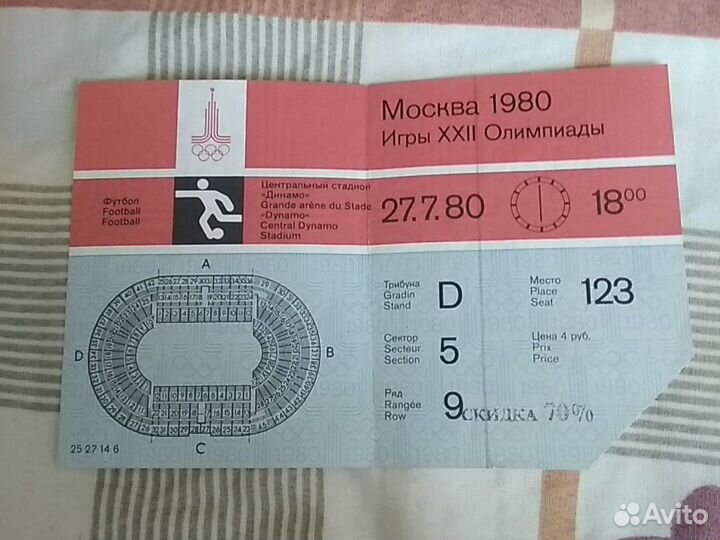 Москва 1980
Игры XXII Олимпиады
Футбол
Football
Football
Центральный стадион
«Динамо»
Grande arène du Stade
«Dynamo»
Central Dynamo
Stadium
27.7.80
18⁰⁰
A
D
B
C
25 27 14 6
Трибуна
Gradin
Stand
D
Место
Place
Seat
123
Сектор
Secteur
Section
5
Цена 4 руб.
Prix
Price
Ряд
Rangée
Row
9
СКИДКА 70%
Avito